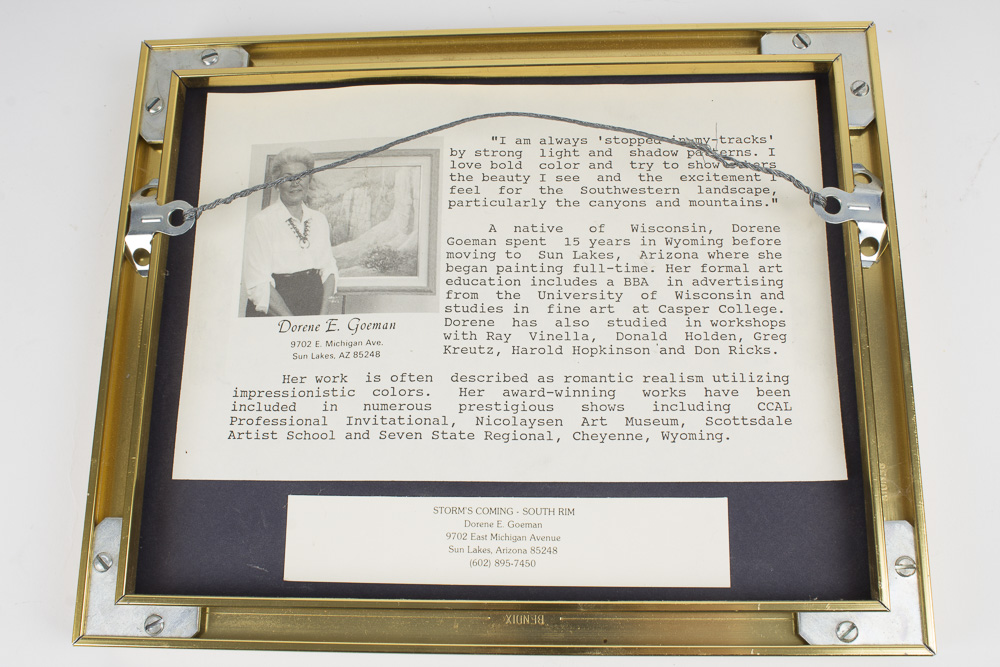 "I am always 'stopped in my tracks'
by strong light and shadow patterns. I
love bold color and try to show others
the beauty I see and the excitement I
feel for the Southwestern landscape,
particularly the canyons and mountains."
A native of Wisconsin, Dorene
Goeman spent 15 years in Wyoming before
moving to Sun Lakes, Arizona where she
began painting full-time. Her formal art
education includes a BBA in advertising
from the University of Wisconsin and
studies in fine art at Casper College.
Dorene has also studied in workshops
with Ray Vinella, Donald Holden, Greg
Kreutz, Harold Hopkinson and Don Ricks.
Dorene E. Goeman
9702 E. Michigan Ave.
Sun Lakes, AZ 85248
Her work is often described as romantic realism utilizing
impressionistic colors. Her award-winning works have been
included in numerous prestigious shows including CCAL
Professional Invitational, Nicolaysen Art Museum, Scottsdale
Artist School and Seven State Regional, Cheyenne, Wyoming.
STORM'S COMING - SOUTH RIM
Dorene E. Goeman
9702 East Michigan Avenue
Sun Lakes, Arizona 85248
(602) 895-7450
BENDIX